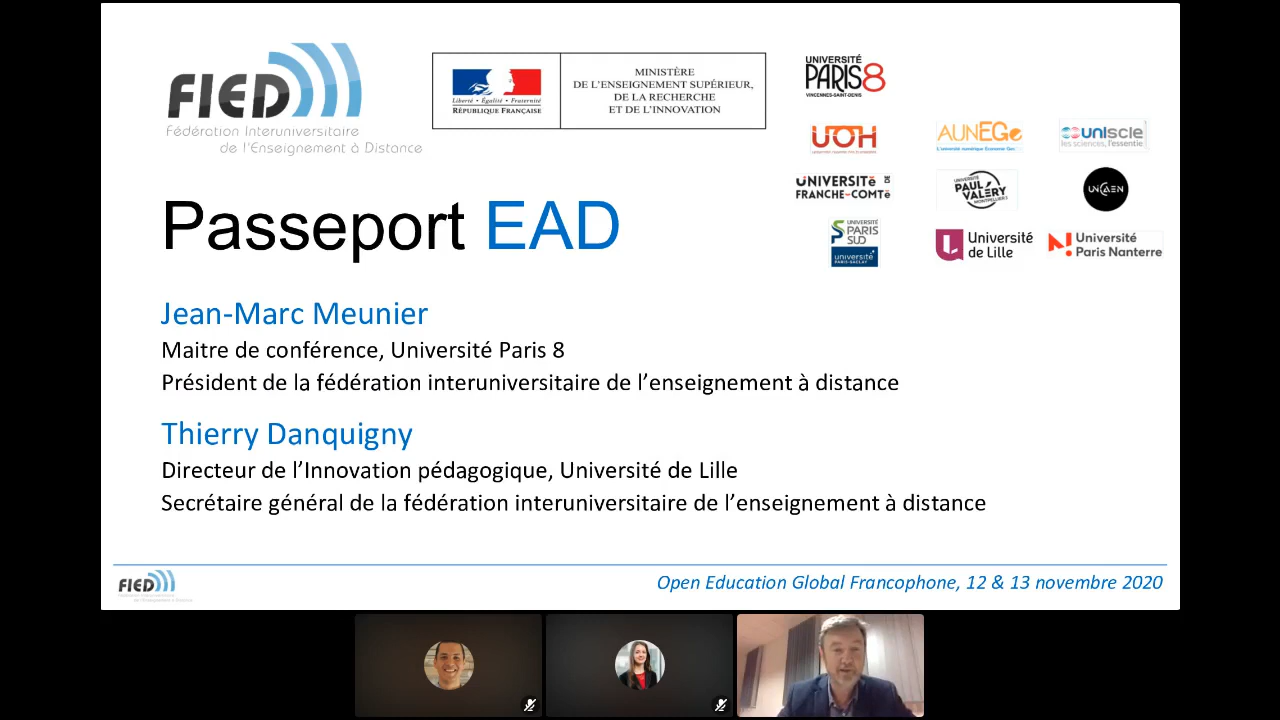 FIED
Fédération Interuniversitaire
de l'Enseignement à Distance
Liberté • Égalité • Fraternité
RÉPUBLIQUE FRANÇAISE
MINISTÈRE
DE L'ENSEIGNEMENT SUPÉRIEUR,
DE LA RECHERCHE
ET DE L'INNOVATION
UNIVERSITÉ
PARIS8
VINCENNES-SAINT-DENIS
UOH
AUNEGe
L'université numérique Économie Gestion
uniscie
les sciences, l'essentiel
UNIVERSITÉ DE
FRANCHE-COMTÉ
UNIVERSITÉ
PAUL
VALÉRY
MONTPELLIER 3
UNICAEN
UNIVERSITÉ
PARIS
SUD
université
PARIS-SACLAY
Université
de Lille
Université
Paris Nanterre
Passeport EAD
Jean-Marc Meunier
Maitre de conférence, Université Paris 8
Président de la fédération interuniversitaire de l'enseignement à distance
Thierry Danquigny
Directeur de l'Innovation pédagogique, Université de Lille
Secrétaire général de la fédération interuniversitaire de l'enseignement à distance
FIED
Open Education Global Francophone, 12 & 13 novembre 2020